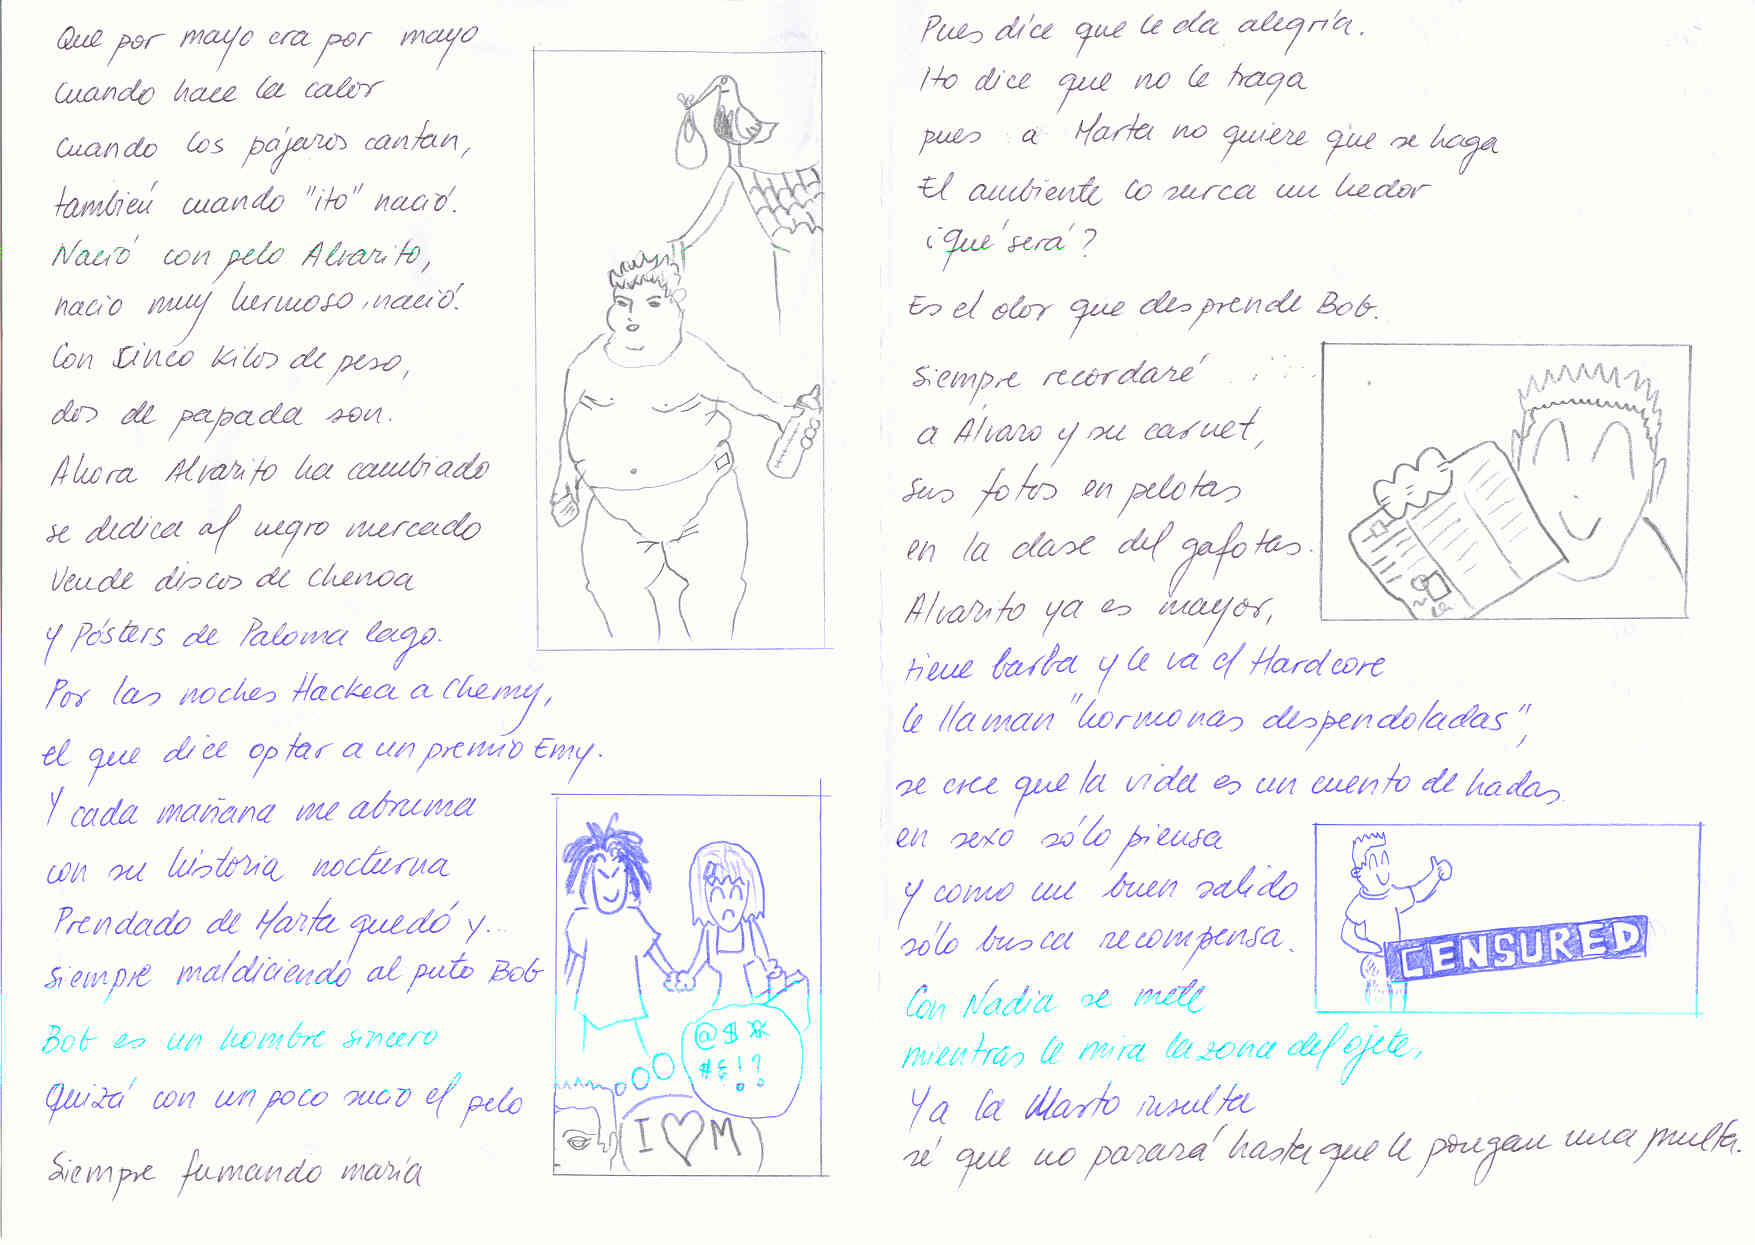 Que por mayo era por mayo
cuando hace la calor
cuando los pájaros cantan,
también cuando "ito" nació.
Nació con pelo Alvarito,
nacio muy hermoso, nació.
Con Sinco kilos de peso,
dos de papada son.
Ahora Alvarito ha cambiado
se dedica al negro mercado
Vende discos de Chenoa
y Pósters de Paloma lago.
Por las noches Hackea a Chemy,
el que dice optar a un premio Emy.
Y cada mañana me abruma
con su historia nocturna
Prendado de Marta quedó y...
siempre maldiciendo al puto Bob
Bob es un hombre sincero
Quizá con un poco sucio el pelo
Siempre fumando maría
@$*
#&!?
I ♡ M
Pues dice que le da alegría.
Ito dice que no le traga
pues a Marta no quiere que se haga
El ambiente lo surca un hedor
¿Qué será?
Es el olor que desprende Bob.
Siempre recordaré
a Álvaro y su carnet,
sus fotos en pelotas
en la clase del gafotas.
Alvarito ya es mayor,
tiene barba y le va el Hardcore
le llaman "hormonas despendoladas",
se cree que la vida es un cuento de hadas.
en sexo sólo piensa
y como un buen salido
sólo busca recompensa.
CENSURED
Con Nadia se mete
mientras le mira la zona del ojete,
Ya la Marta insulta
sé que no parará hasta que le pongan una multa.